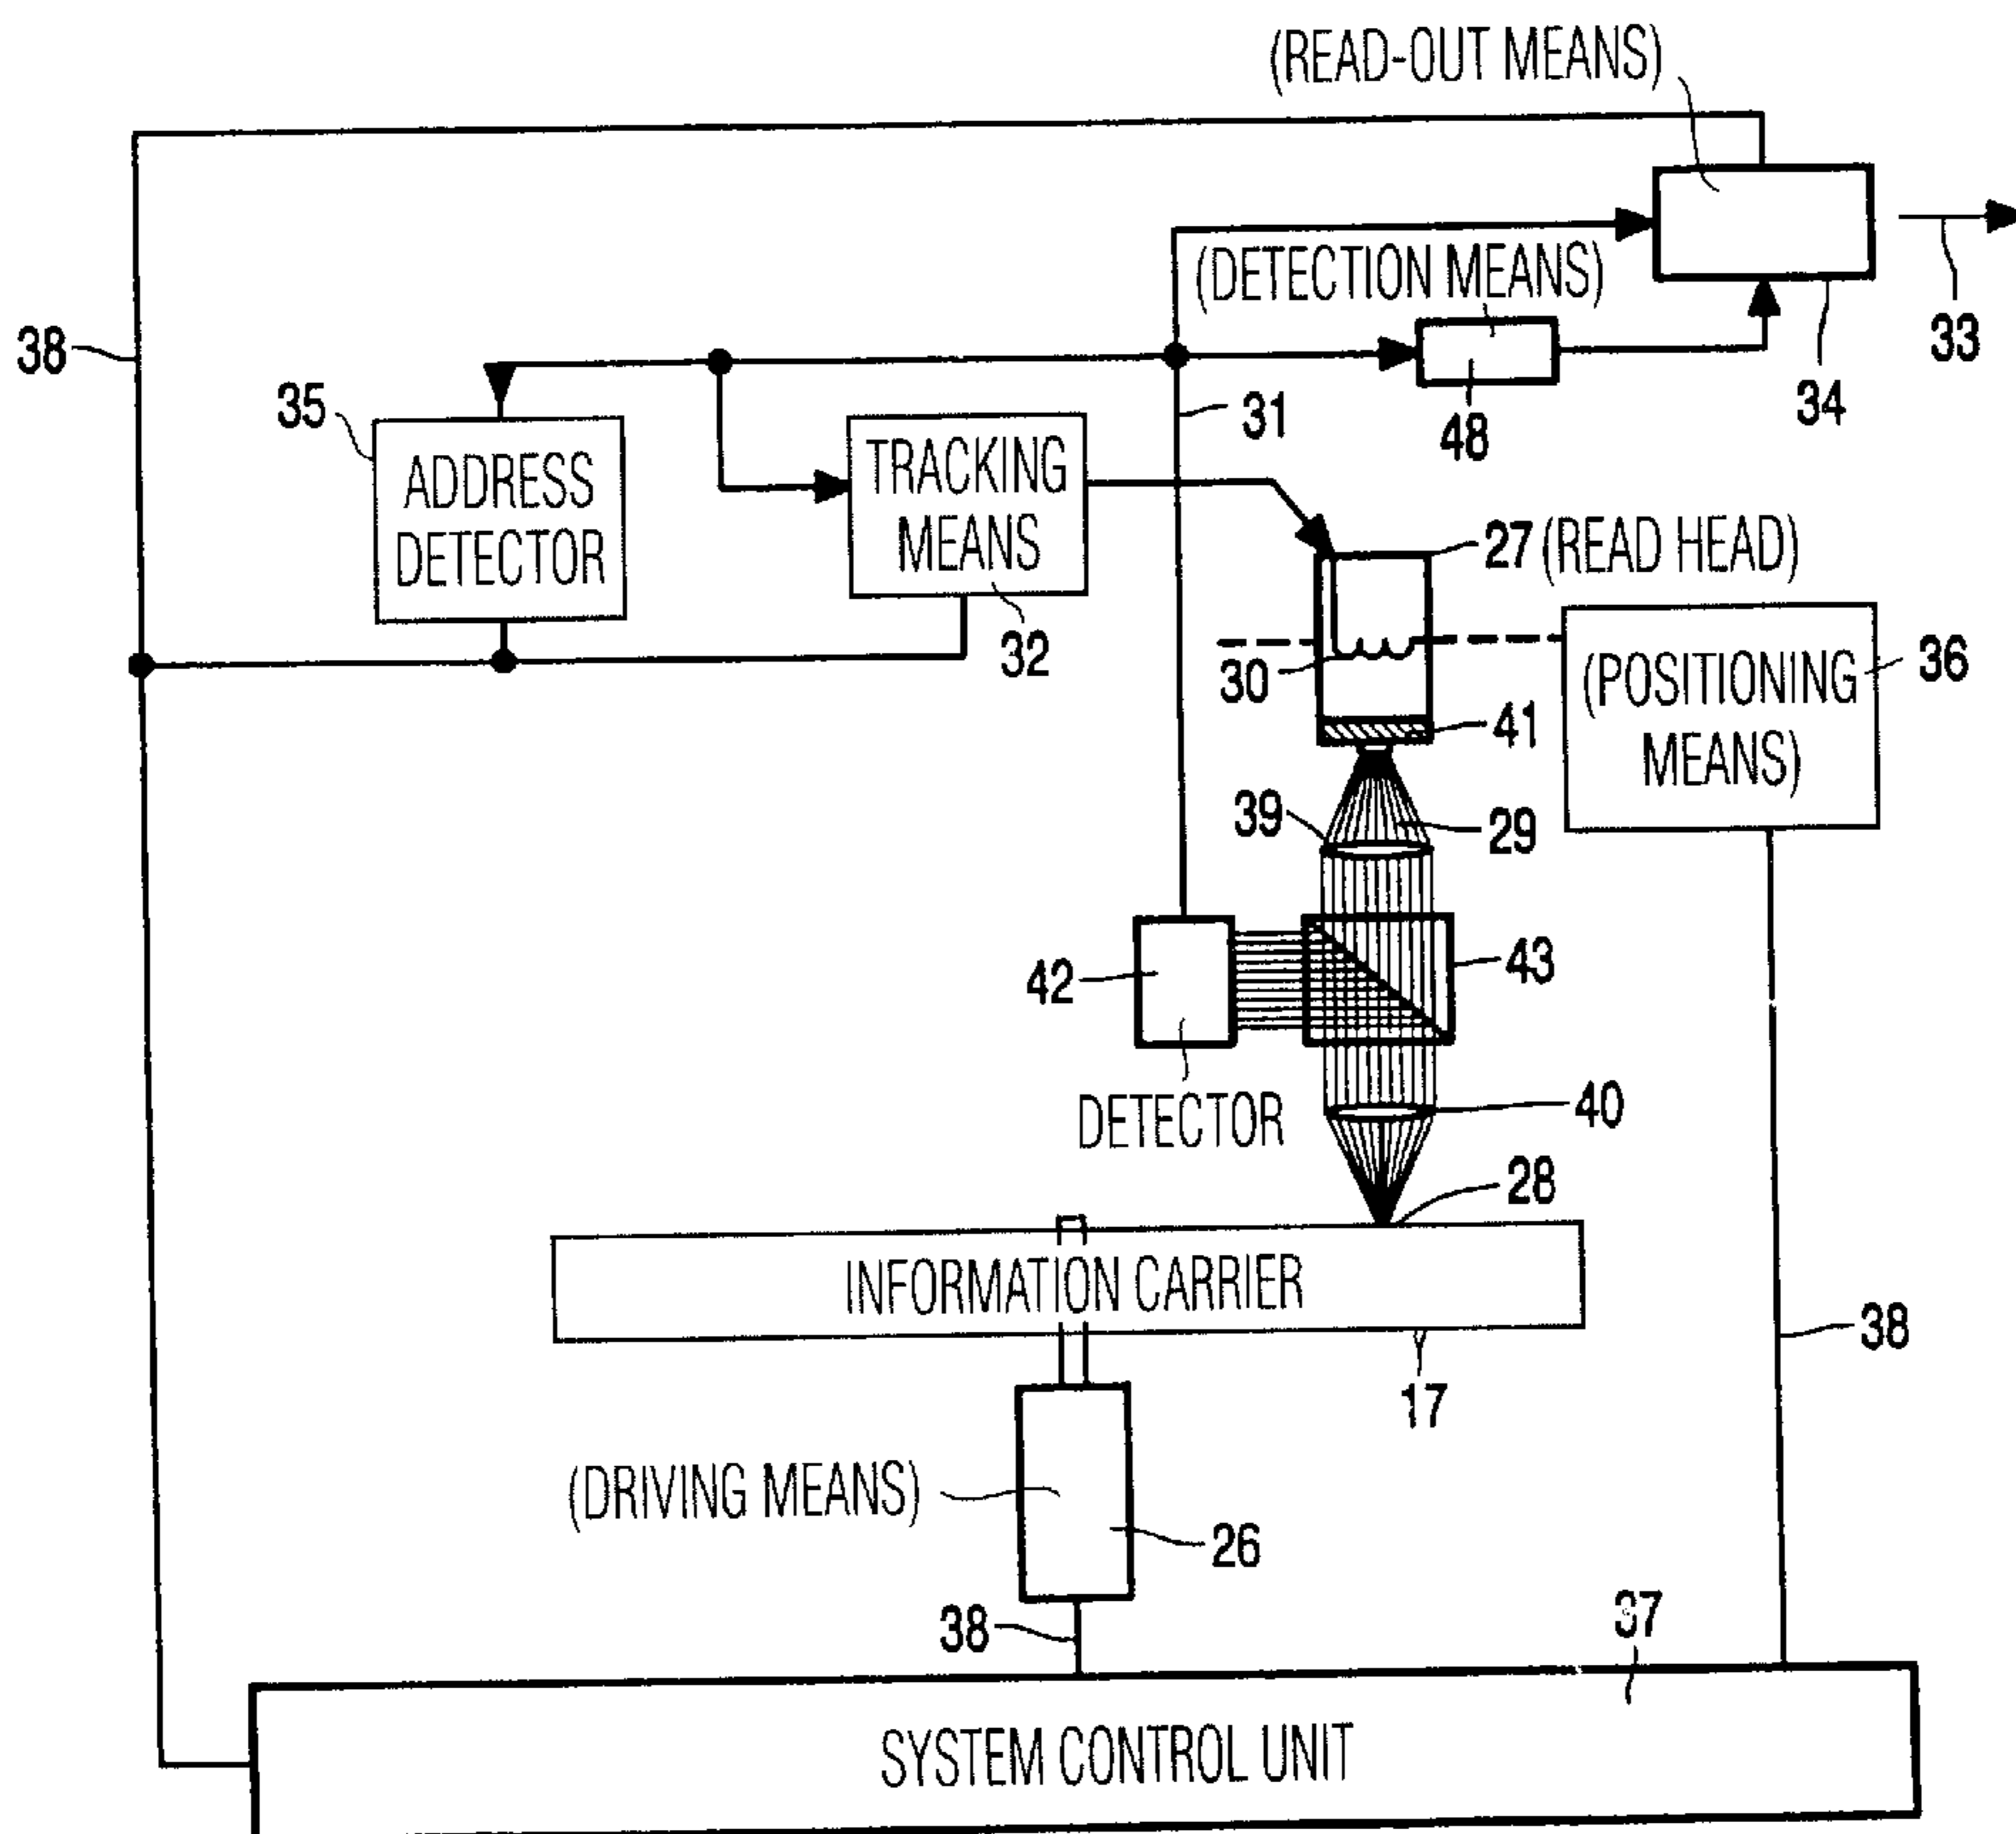 (READ-OUT MEANS)
33
34
(DETECTION MEANS)
48
38
35
ADDRESS
DETECTOR
TRACKING
MEANS
32
31
27 (READ HEAD)
30
41
(POSITIONING
MEANS)
36
39
29
42
43
DETECTOR
40
28
INFORMATION CARRIER
17
38
(DRIVING MEANS)
26
38
37
SYSTEM CONTROL UNIT